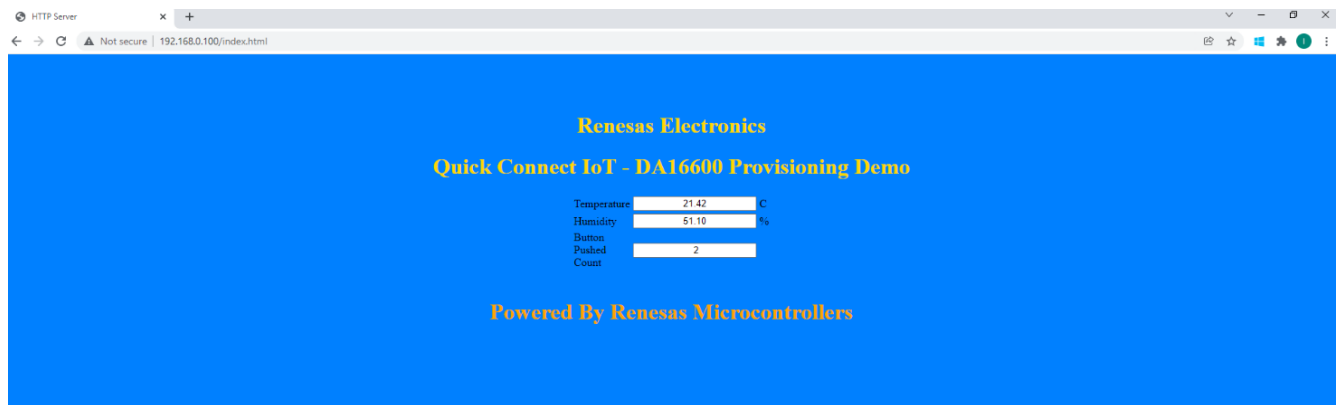 HTTP Server
Not secure | 192.168.0.100/index.html
Renesas Electronics
Quick Connect IoT - DA16600 Provisioning Demo
Temperature 21.42 C
Humidity 51.10 %
Button
Pushed 2
Count
Powered By Renesas Microcontrollers